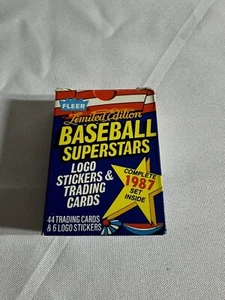 FLEER
Limited Edition
BASEBALL
SUPERSTARS
LOGO
STICKERS &
TRADING
CARDS
COMPLETE
1987
SET
INSIDE
44 TRADING CARDS
& 6 LOGO STICKERS